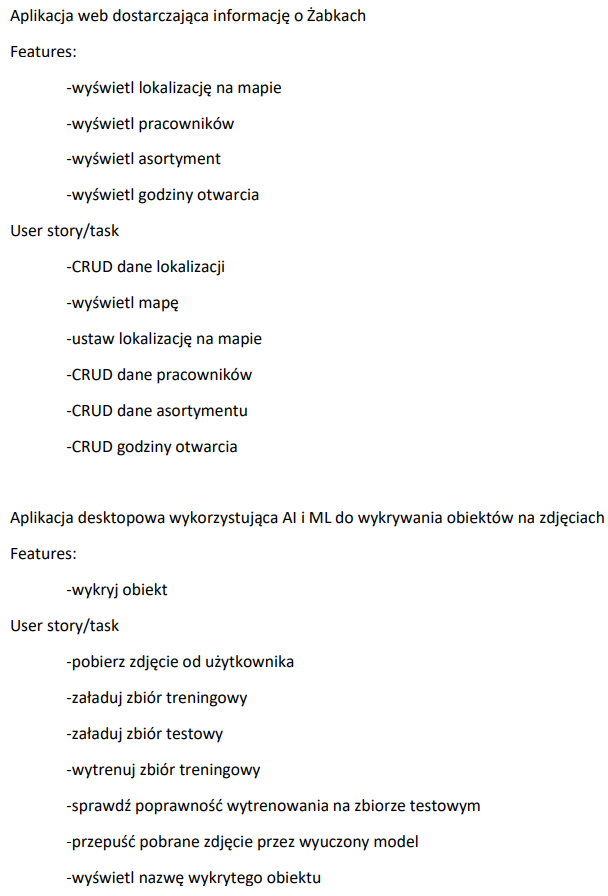 Aplikacja web dostarczająca informację o Żabkach
Features:
-wyświetl lokalizację na mapie
-wyświetl pracowników
-wyświetl asortyment
-wyświetl godziny otwarcia
User story/task
-CRUD dane lokalizacji
-wyświetl mapę
-ustaw lokalizację na mapie
-CRUD dane pracowników
-CRUD dane asortymentu
-CRUD godziny otwarcia
Aplikacja desktopowa wykorzystująca AI i ML do wykrywania obiektów na zdjęciach
Features:
-wykryj obiekt
User story/task
-pobierz zdjęcie od użytkownika
-załaduj zbiór treningowy
-załaduj zbiór testowy
-wytrenuj zbiór treningowy
-sprawdź poprawność wytrenowania na zbiorze testowym
-przepuść pobrane zdjęcie przez wyuczony model
-wyświetl nazwę wykrytego obiektu